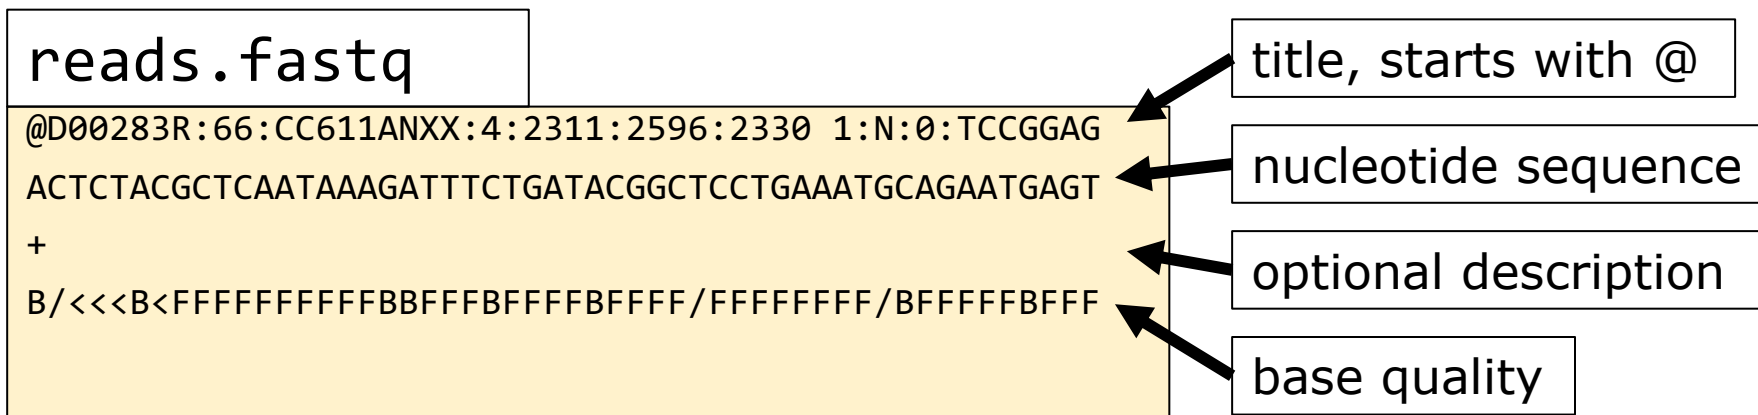 reads.fastq
title, starts with @
@D00283R:66:CC611ANXX:4:2311:2596:2330 1:N:0:TCCGGAG
nucleotide sequence
ACTCTACGCTCAATAAAGATTTCTGATACGGCTCCTGAAATGCAGAATGAGT
+
optional description
B/<<<B<FFFFFFFFFFBBFFFBFFFFBFFFF/FFFFFFFF/BFFFFFBFFF
base quality